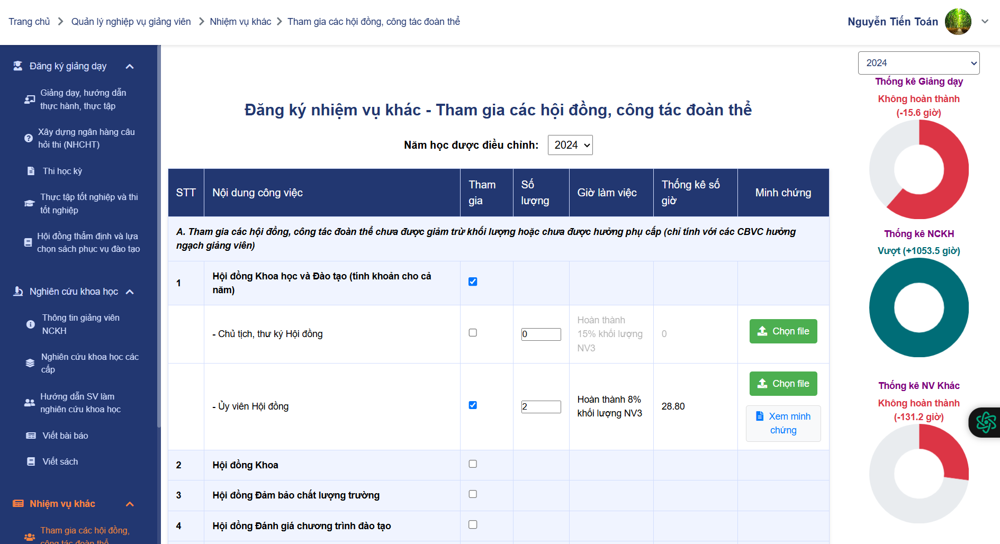 Trang chủ > Quản lý nghiệp vụ giảng viên > Nhiệm vụ khác > Tham gia các hội đồng, công tác đoàn thể
Nguyễn Tiến Toán
Đăng ký giảng dạy
Giảng dạy, hướng dẫn
thực hành, thực tập
Xây dựng ngân hàng câu
hỏi thi (NHCHT)
Thi học kỳ
Thực tập tốt nghiệp và thi
tốt nghiệp
Hội đồng thẩm định và lựa
chọn sách phục vụ đào tạo
Nghiên cứu khoa học
Thông tin giảng viên
NCKH
Nghiên cứu khoa học các
cấp
Hướng dẫn SV làm
nghiên cứu khoa học
Viết bài báo
Viết sách
Nhiệm vụ khác
Tham gia các hội đồng,
công tác đoàn thể
Đăng ký nhiệm vụ khác - Tham gia các hội đồng, công tác đoàn thể
Năm học được điều chỉnh: 2024
STT
Nội dung công việc
Tham
gia
Số
lượng
Giờ làm việc
Thống kê số
giờ
Minh chứng
A. Tham gia các hội đồng, công tác đoàn thể chưa được giảm trừ khối lượng hoặc chưa được hưởng phụ cấp (chỉ tính với các CBVC hưởng
ngạch giảng viên)
1
Hội đồng Khoa học và Đào tạo (tính khoản cho cả
năm)
- Chủ tịch, thư ký Hội đồng
0
Hoàn thành
15% khối lượng
NV3
0
Chọn file
- Ủy viên Hội đồng
2
Hoàn thành 8%
khối lượng NV3
28.80
Chọn file
Xem minh
chứng
2
Hội đồng Khoa
3
Hội đồng Đảm bảo chất lượng trường
4
Hội đồng Đánh giá chương trình đào tạo
2024
Thống kê Giảng dạy
Không hoàn thành
(-15.6 giờ)
Thống kê NCKH
Vượt (+1053.5 giờ)
Thống kê NV Khác
Không hoàn thành
(-131.2 giờ)